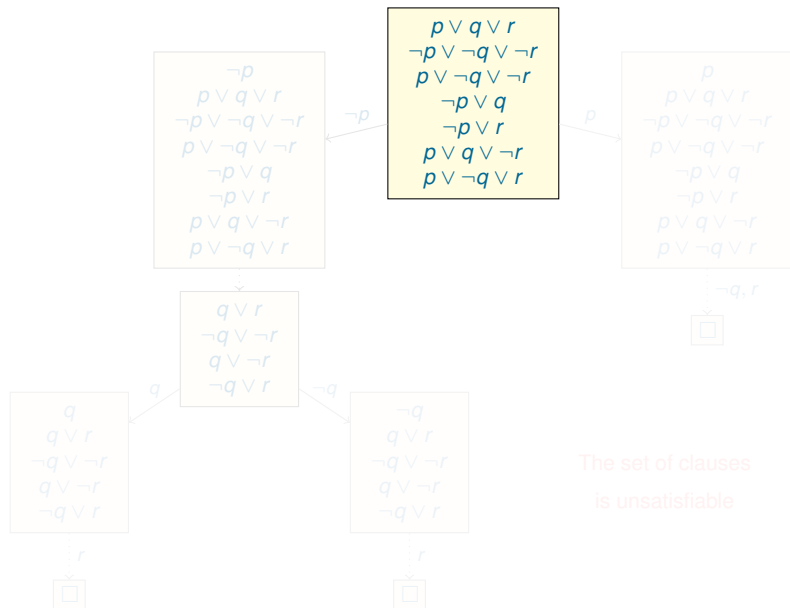 p ∨ q ∨ r
¬p ∨ ¬q ∨ ¬r
p ∨ ¬q ∨ ¬r
¬p ∨ q
¬p ∨ r
p ∨ q ∨ ¬r
p ∨ ¬q ∨ r
¬p
¬p
p ∨ q ∨ r
¬p ∨ ¬q ∨ ¬r
p ∨ ¬q ∨ ¬r
¬p ∨ q
¬p ∨ r
p ∨ q ∨ ¬r
p ∨ ¬q ∨ r
p
p
p ∨ q ∨ r
¬p ∨ ¬q ∨ ¬r
p ∨ ¬q ∨ ¬r
¬p ∨ q
¬p ∨ r
p ∨ q ∨ ¬r
p ∨ ¬q ∨ r
¬q, r
□
q ∨ r
¬q ∨ ¬r
q ∨ ¬r
¬q ∨ r
q
¬q
q
q ∨ r
¬q ∨ ¬r
q ∨ ¬r
¬q ∨ r
r
□
¬q
q ∨ r
¬q ∨ ¬r
q ∨ ¬r
¬q ∨ r
r
□
The set of clauses
is unsatisfiable